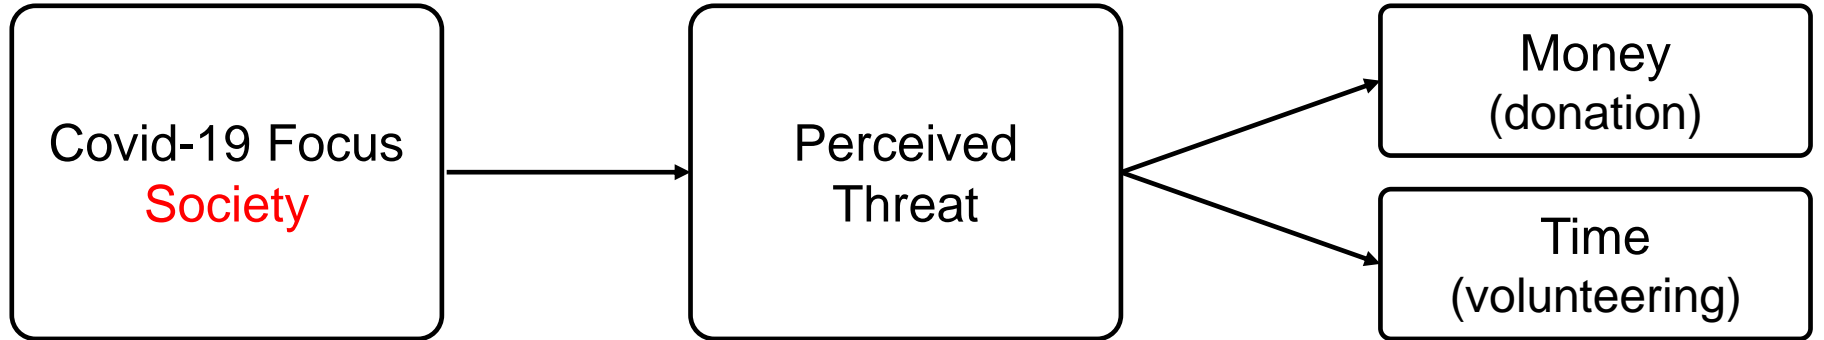 Covid-19 Focus
Society
Perceived
Threat
Money
(donation)
Time
(volunteering)